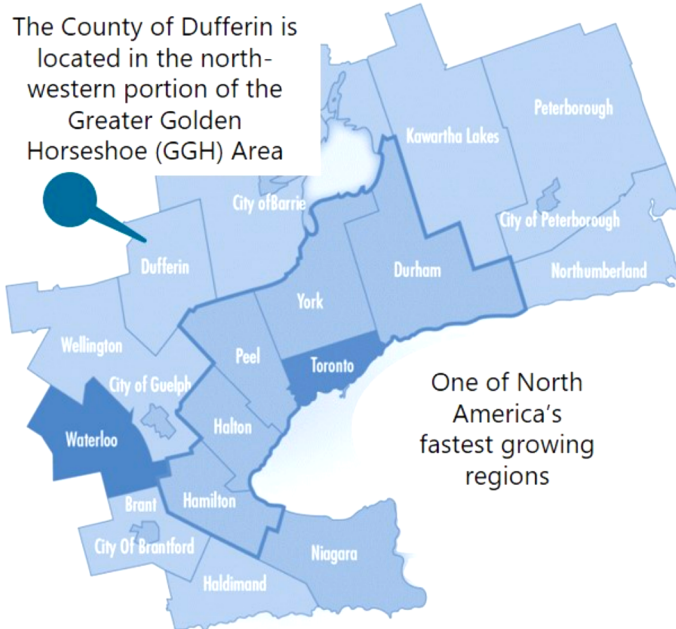 The County of Dufferin is
located in the north-
western portion of the
Greater Golden
Horseshoe (GGH) Area
Peterborough
Kawartha Lakes
City ofBarrie
City of Peterborough
Dufferin
Durham
Northumberland
York
Wellington
Peel
Toronto
City of Guelph
One of North
America's
fastest growing
regions
Halton
Waterloo
Brant
Hamilton
City Of Brantford
Niagara
Haldimand